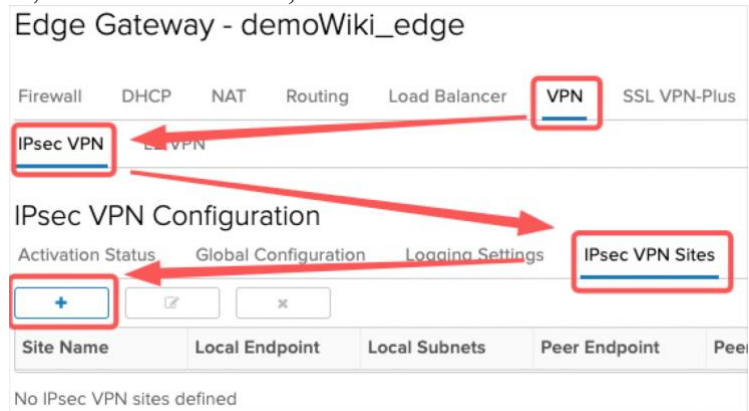 Edge Gateway - demoWiki_edge
Firewall DHCP NAT Routing Load Balancer VPN SSL VPN-Plus
IPsec VPN VPN
IPsec VPN Configuration
Activation Status Global Configuration Logging Settings IPsec VPN Sites
+
Site Name Local Endpoint Local Subnets Peer Endpoint
No IPsec VPN sites defined